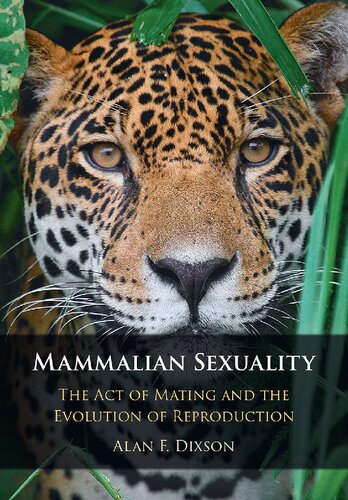 Mammalian Sexuality
The Act of Mating and the
Evolution of Reproduction
Alan F. Dixson